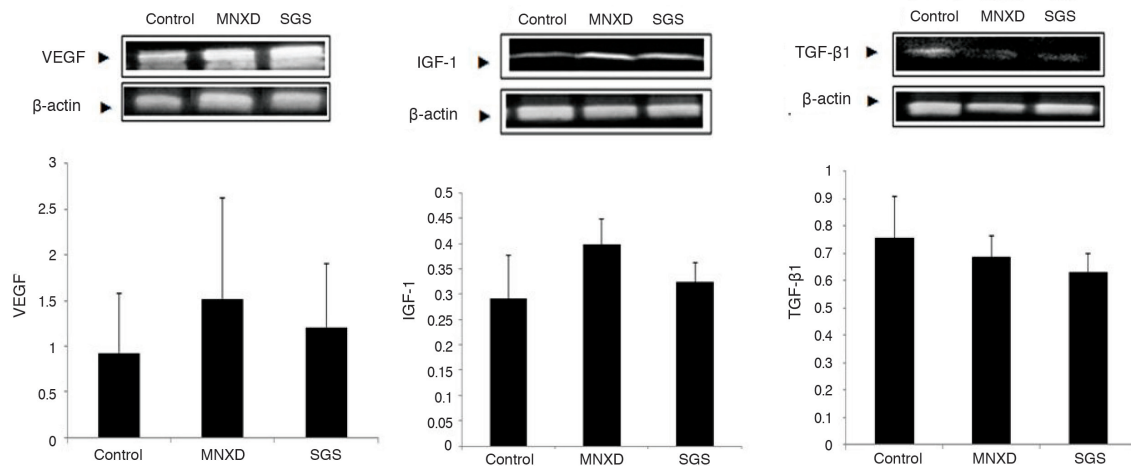 Control MNXD SGS
VEGF
β-actin
3
2.5
2
1.5
1
0.5
0
VEGF
Control MNXD SGS
Control MNXD SGS
IGF-1
β-actin
0.5
0.45
0.4
0.35
0.3
0.25
0.2
0.15
0.1
0.05
0
IGF-1
Control MNXD SGS
Control MNXD SGS
TGF-β1
β-actin
1
0.9
0.8
0.7
0.6
0.5
0.4
0.3
0.2
0.1
0
TGF-β1
Control MNXD SGS